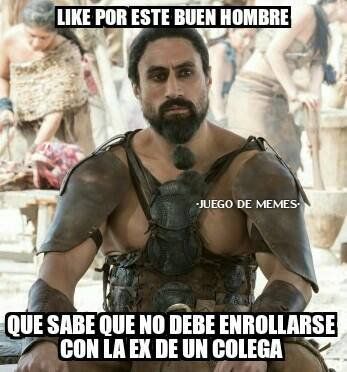 LIKE POR ESTE BUEN HOMBRE
·JUEGO DE MEMES·
QUE SABE QUE NO DEBE ENROLLARSE
CON LA EX DE UN COLEGA